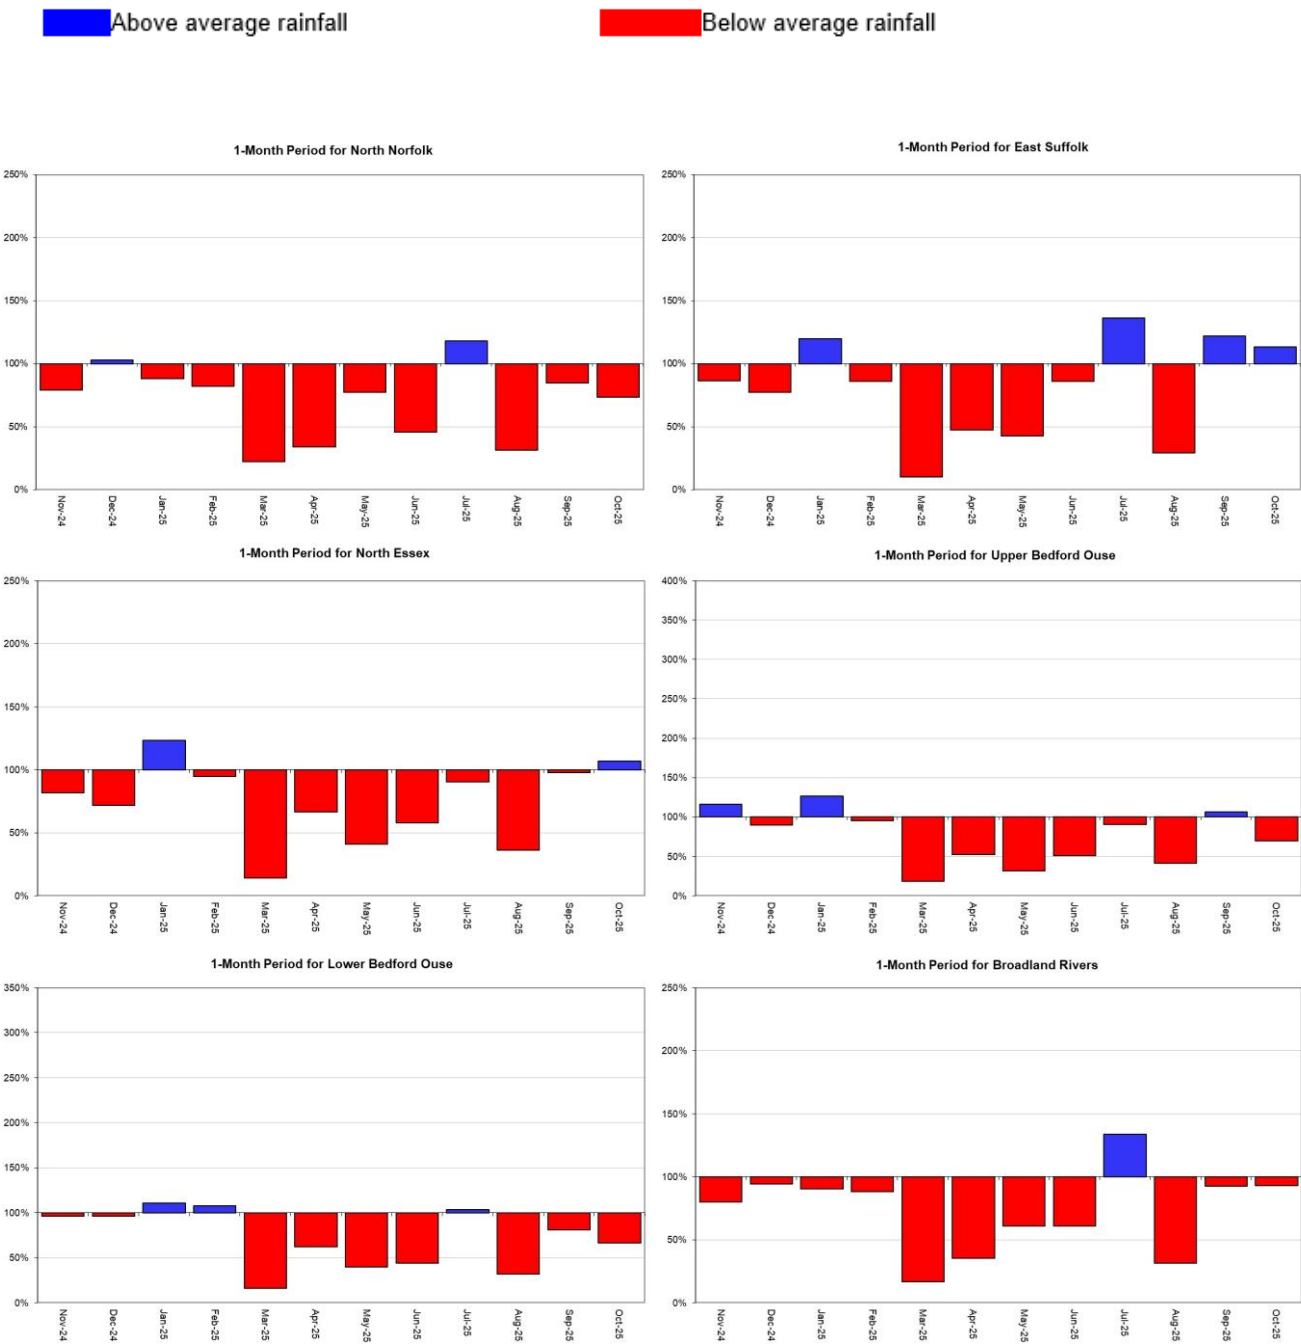 Above average rainfall
Below average rainfall
1-Month Period for North Norfolk
250%
200%
150%
100%
50%
0%
Nov-24
Dec-24
Jan-25
Feb-25
Mar-25
Apr-25
May-25
Jun-25
Jul-25
Aug-25
Sep-25
Oct-25
1-Month Period for East Suffolk
250%
200%
150%
100%
50%
0%
Nov-24
Dec-24
Jan-25
Feb-25
Mar-25
Apr-25
May-25
Jun-25
Jul-25
Aug-25
Sep-25
Oct-25
1-Month Period for North Essex
250%
200%
150%
100%
50%
0%
Nov-24
Dec-24
Jan-25
Feb-25
Mar-25
Apr-25
May-25
Jun-25
Jul-25
Aug-25
Sep-25
Oct-25
1-Month Period for Upper Bedford Ouse
400%
350%
300%
250%
200%
150%
100%
50%
0%
Nov-24
Dec-24
Jan-25
Feb-25
Mar-25
Apr-25
May-25
Jun-25
Jul-25
Aug-25
Sep-25
Oct-25
1-Month Period for Lower Bedford Ouse
350%
300%
250%
200%
150%
100%
50%
0%
Nov-24
Dec-24
Jan-25
Feb-25
Mar-25
Apr-25
May-25
Jun-25
Jul-25
Aug-25
Sep-25
Oct-25
1-Month Period for Broadland Rivers
250%
200%
150%
100%
50%
0%
Nov-24
Dec-24
Jan-25
Feb-25
Mar-25
Apr-25
May-25
Jun-25
Jul-25
Aug-25
Sep-25
Oct-25